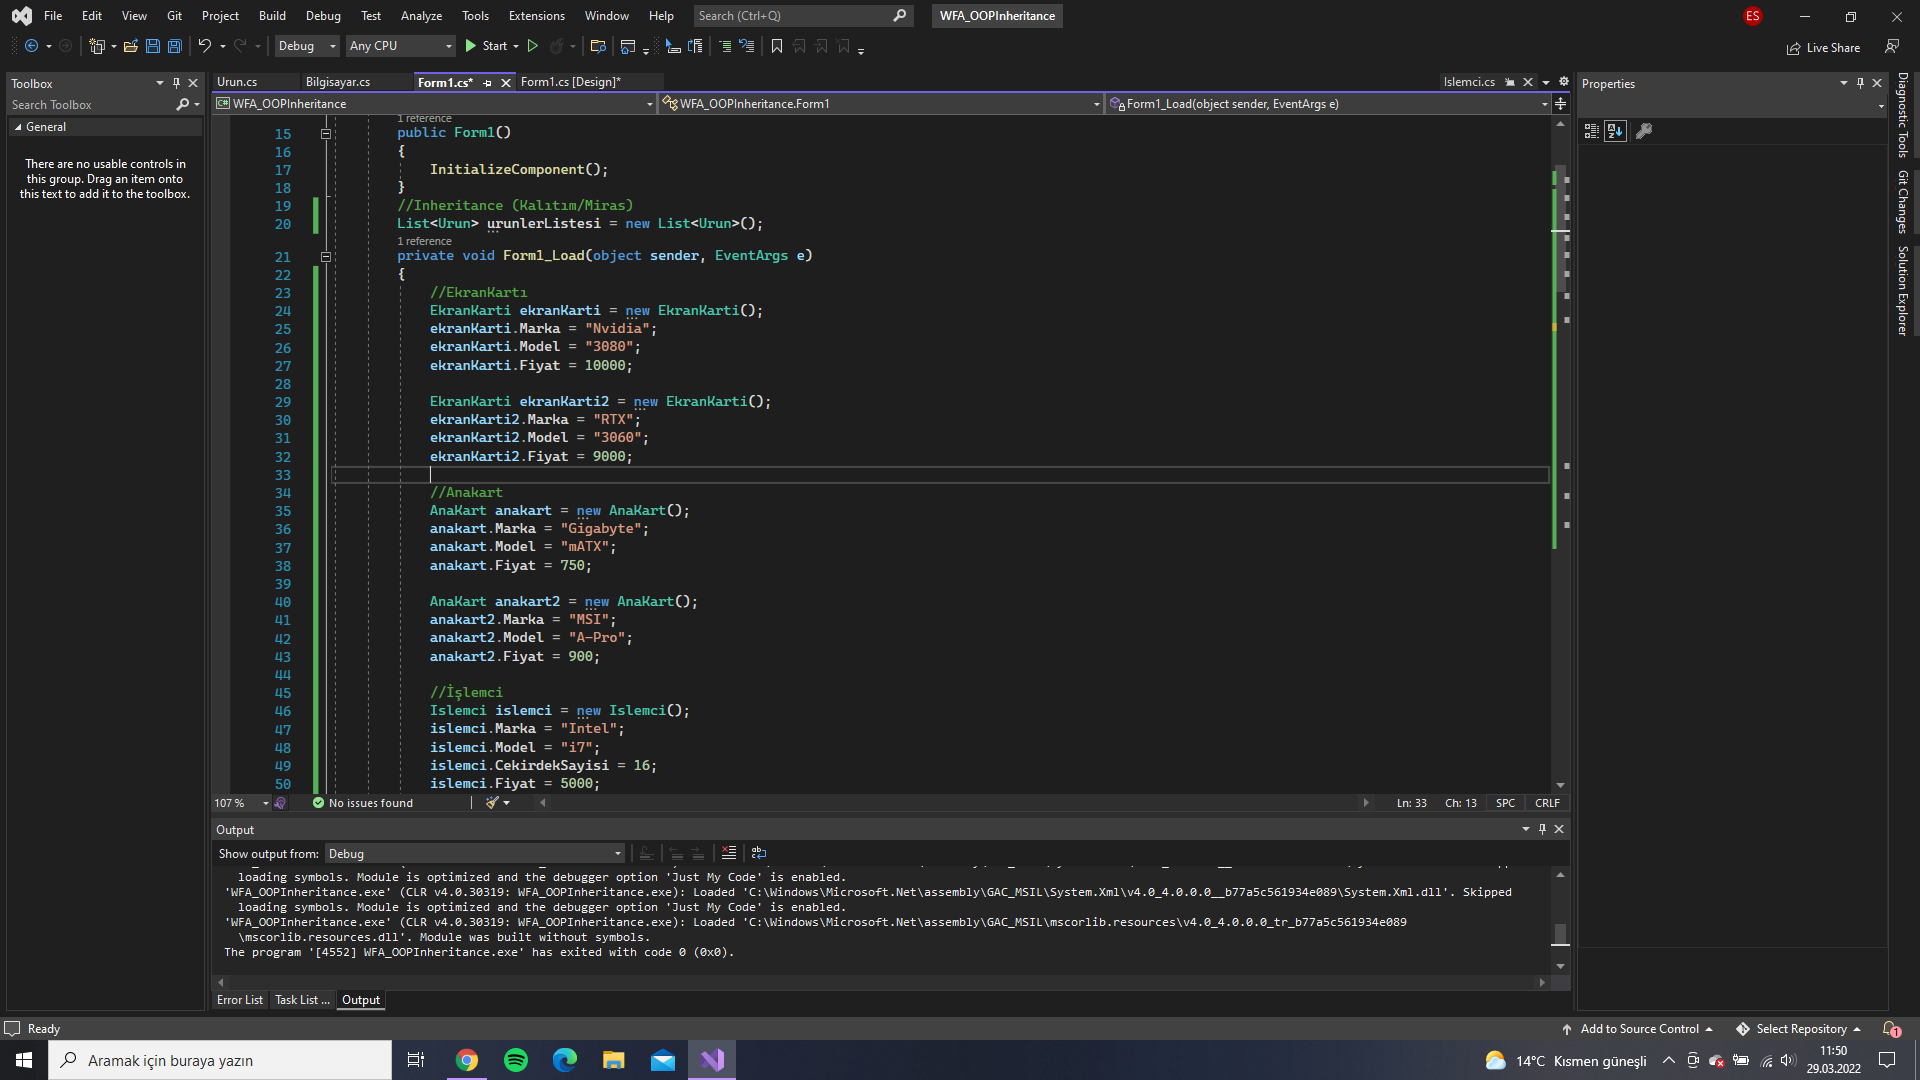 File Edit View Git Project Build Debug Test Analyze Tools Extensions Window Help Search (Ctrl+Q) WFA_OOPInheritance ES
Debug Any CPU Start Live Share
Toolbox
Search Toolbox
General
There are no usable controls in
this group. Drag an item onto
this text to add it to the toolbox.
Urun.cs Bilgisayar.cs Form1.cs* Form1.cs [Design]* Islemci.cs
WFA_OOPInheritance WFA_OOPInheritance.Form1 Form1_Load(object sender, EventArgs e)
1 reference
15 public Form1()
16 {
17 InitializeComponent();
18 }
19 //Inheritance (Kalıtım/Miras)
20 List<Urun> urunlerListesi = new List<Urun>();
1 reference
21 private void Form1_Load(object sender, EventArgs e)
22 {
23 //EkranKartı
24 EkranKarti ekranKarti = new EkranKarti();
25 ekranKarti.Marka = "Nvidia";
26 ekranKarti.Model = "3080";
27 ekranKarti.Fiyat = 10000;
28
29 EkranKarti ekranKarti2 = new EkranKarti();
30 ekranKarti2.Marka = "RTX";
31 ekranKarti2.Model = "3060";
32 ekranKarti2.Fiyat = 9000;
33
34 //Anakart
35 AnaKart anakart = new AnaKart();
36 anakart.Marka = "Gigabyte";
37 anakart.Model = "mATX";
38 anakart.Fiyat = 750;
39
40 AnaKart anakart2 = new AnaKart();
41 anakart2.Marka = "MSI";
42 anakart2.Model = "A-Pro";
43 anakart2.Fiyat = 900;
44
45 //İşlemci
46 Islemci islemci = new Islemci();
47 islemci.Marka = "Intel";
48 islemci.Model = "i7";
49 islemci.CekirdekSayisi = 16;
50 islemci.Fiyat = 5000;
107 % No issues found Ln: 33 Ch: 13 SPC CRLF
Output
Show output from: Debug
loading symbols. Module is optimized and the debugger option 'Just My Code' is enabled.
'WFA_OOPInheritance.exe' (CLR v4.0.30319: WFA_OOPInheritance.exe): Loaded 'C:\Windows\Microsoft.Net\assembly\GAC_MSIL\System.Xml\v4.0_4.0.0.0__b77a5c561934e089\System.Xml.dll'. Skipped
loading symbols. Module is optimized and the debugger option 'Just My Code' is enabled.
'WFA_OOPInheritance.exe' (CLR v4.0.30319: WFA_OOPInheritance.exe): Loaded 'C:\Windows\Microsoft.Net\assembly\GAC_MSIL\mscorlib.resources\v4.0_4.0.0.0_tr_b77a5c561934e089
\mscorlib.resources.dll'. Module was built without symbols.
The program '[4552] WFA_OOPInheritance.exe' has exited with code 0 (0x0).
Error List Task List ... Output
Properties
Diagnostic Tools
Git Changes
Solution Explorer
Ready Add to Source Control Select Repository 1
Aramak için buraya yazın 14°C Kısmen güneşli 11:50
29.03.2022